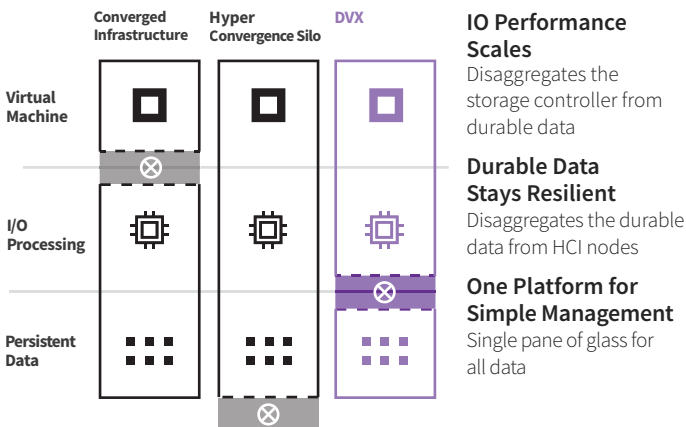 Converged
Infrastructure
Hyper
Convergence Silo
DVX
Virtual
Machine
I/O
Processing
Persistent
Data
IO Performance
Scales
Disaggregates the
storage controller from
durable data
Durable Data
Stays Resilient
Disaggregates the durable
data from HCI nodes
One Platform for
Simple Management
Single pane of glass for
all data